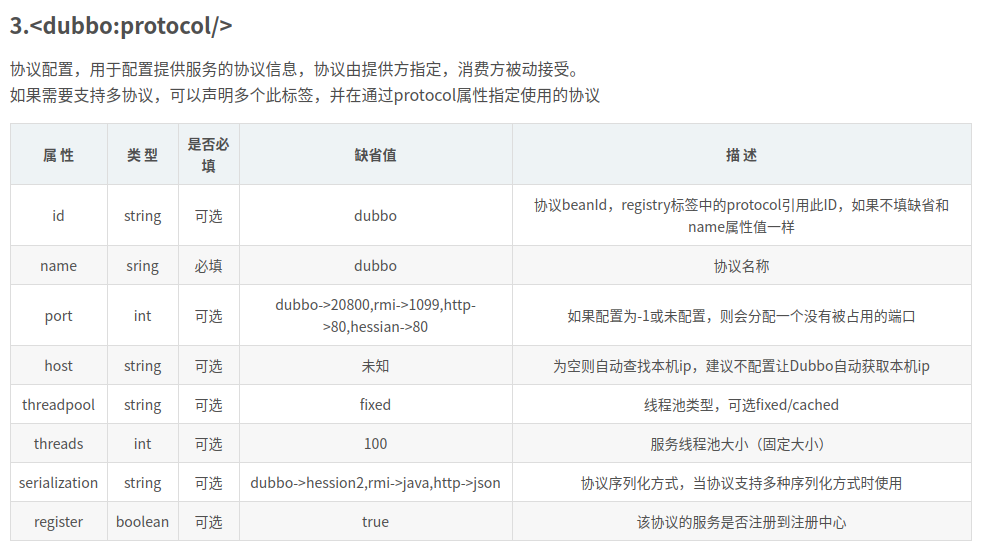 3.<dubbo:protocol/>
协议配置，用于配置提供服务的协议信息，协议由提供方指定，消费方被动接受。
如果需要支持多协议，可以声明多个此标签，并在通过protocol属性指定使用的协议
属 性 类 型 是否必填 缺省值 描 述
id string 可选 dubbo 协议beanId，registry标签中的protocol引用此ID，如果不填缺省和name属性值一样
name sring 必填 dubbo 协议名称
port int 可选 dubbo->20800,rmi->1099,http->80,hessian->80 如果配置为-1或未配置，则会分配一个没有被占用的端口
host string 可选 未知 为空则自动查找本机ip，建议不配置让Dubbo自动获取本机ip
threadpool string 可选 fixed 线程池类型，可选fixed/cached
threads int 可选 100 服务线程池大小（固定大小）
serialization string 可选 dubbo->hession2,rmi->java,http->json 协议序列化方式，当协议支持多种序列化方式时使用
register boolean 可选 true 该协议的服务是否注册到注册中心